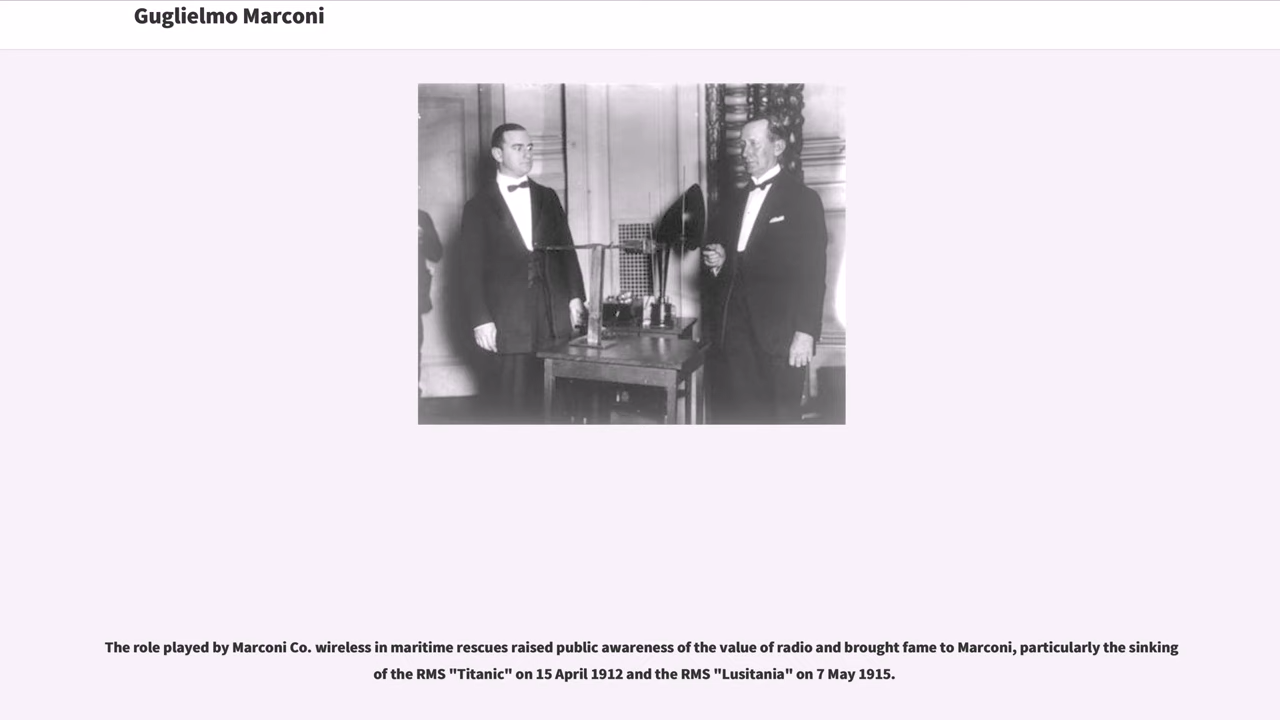 Guglielmo Marconi
The role played by Marconi Co. wireless in maritime rescues raised public awareness of the value of radio and brought fame to Marconi, particularly the sinking
of the RMS "Titanic" on 15 April 1912 and the RMS "Lusitania" on 7 May 1915.